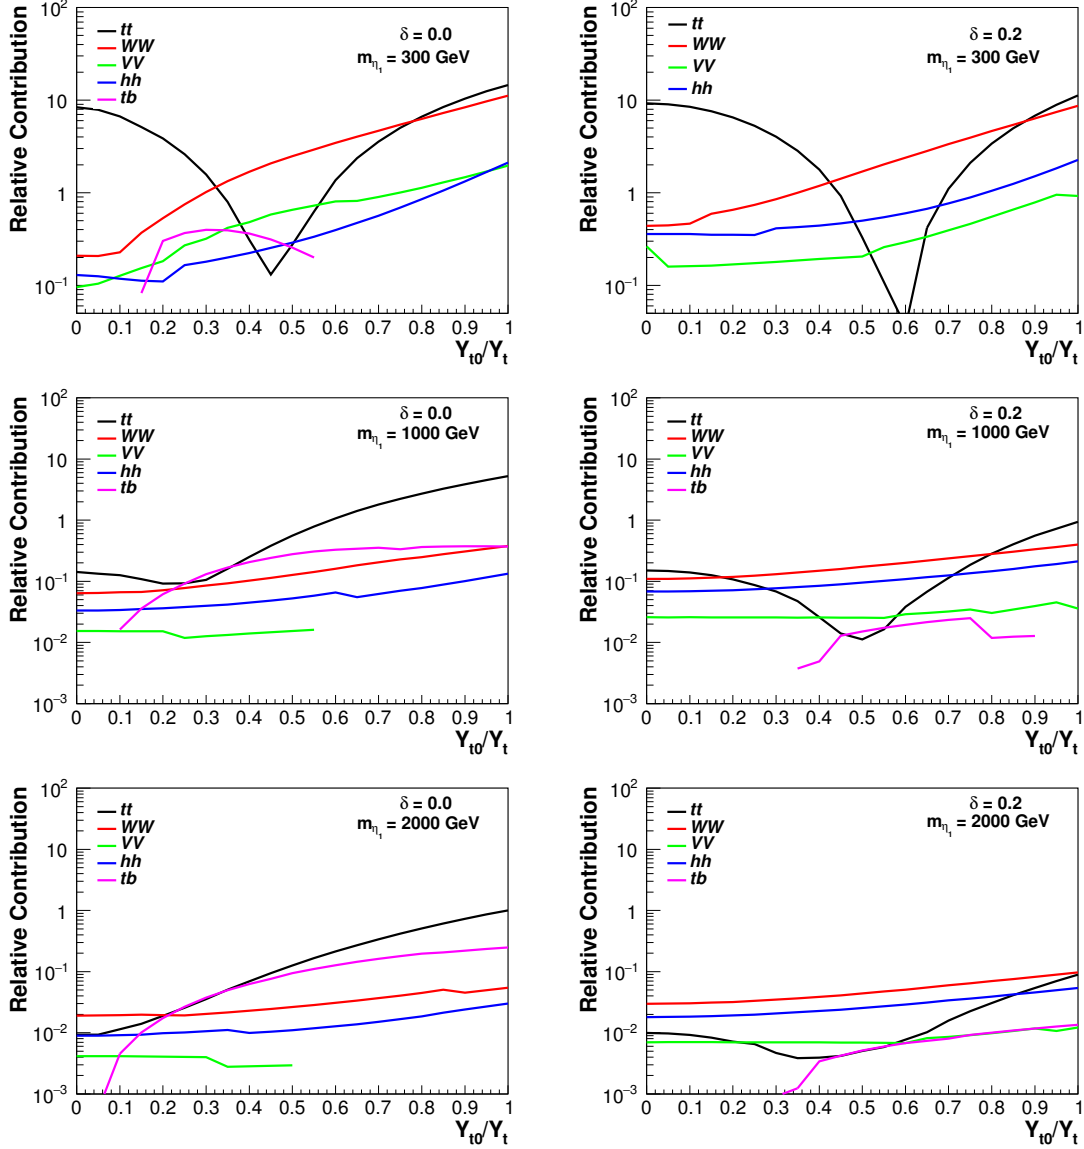 Relative Contribution
10²
10
1
10⁻¹
tt
WW
VV
hh
tb
δ = 0.0
m_η₁ = 300 GeV
0 0.1 0.2 0.3 0.4 0.5 0.6 0.7 0.8 0.9 1
Y_t0/Y_t
Relative Contribution
10²
10
1
10⁻¹
tt
WW
VV
hh
δ = 0.2
m_η₁ = 300 GeV
0 0.1 0.2 0.3 0.4 0.5 0.6 0.7 0.8 0.9 1
Y_t0/Y_t
Relative Contribution
10²
10
1
10⁻¹
10⁻²
10⁻³
tt
WW
VV
hh
tb
δ = 0.0
m_η₁ = 1000 GeV
0 0.1 0.2 0.3 0.4 0.5 0.6 0.7 0.8 0.9 1
Y_t0/Y_t
Relative Contribution
10²
10
1
10⁻¹
10⁻²
10⁻³
tt
WW
VV
hh
tb
δ = 0.2
m_η₁ = 1000 GeV
0 0.1 0.2 0.3 0.4 0.5 0.6 0.7 0.8 0.9 1
Y_t0/Y_t
Relative Contribution
10²
10
1
10⁻¹
10⁻²
10⁻³
tt
WW
VV
hh
tb
δ = 0.0
m_η₁ = 2000 GeV
0 0.1 0.2 0.3 0.4 0.5 0.6 0.7 0.8 0.9 1
Y_t0/Y_t
Relative Contribution
10²
10
1
10⁻¹
10⁻²
10⁻³
tt
WW
VV
hh
tb
δ = 0.2
m_η₁ = 2000 GeV
0 0.1 0.2 0.3 0.4 0.5 0.6 0.7 0.8 0.9 1
Y_t0/Y_t